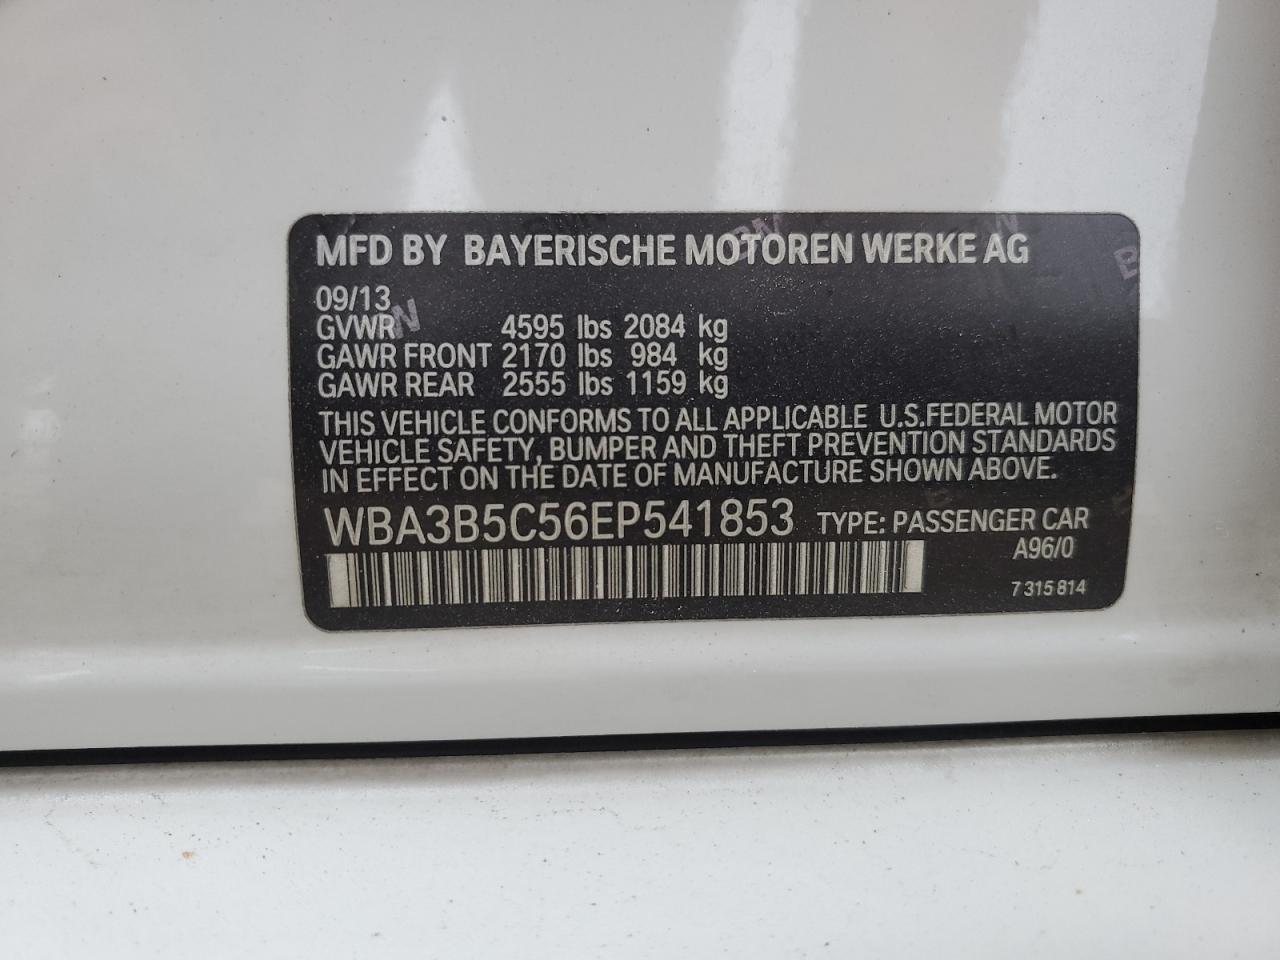 MFD BY BAYERISCHE MOTOREN WERKE AG
09/13
GVWR 4595 lbs 2084 kg
GAWR FRONT 2170 lbs 984 kg
GAWR REAR 2555 lbs 1159 kg
THIS VEHICLE CONFORMS TO ALL APPLICABLE U.S.FEDERAL MOTOR
VEHICLE SAFETY, BUMPER AND THEFT PREVENTION STANDARDS
IN EFFECT ON THE DATE OF MANUFACTURE SHOWN ABOVE.
WBA3B5C56EP541853 TYPE: PASSENGER CAR
A96/0
7 315 814